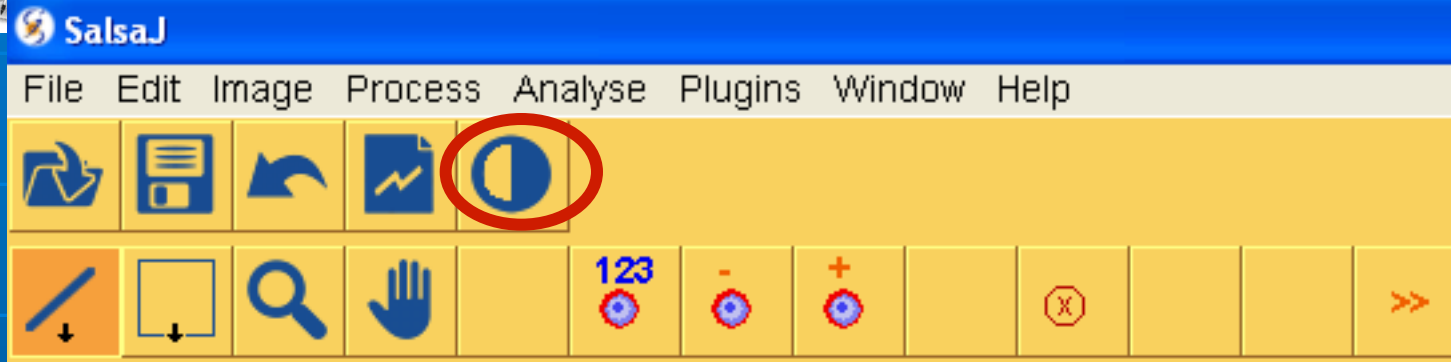 SalsaJ
File Edit Image Process Analyse Plugins Window Help
123
- +
X
>>